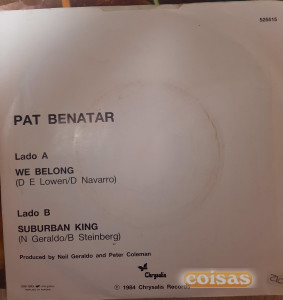 PAT BENATAR
Lado A
WE BELONG
(D E Lowen/D Navarro)
Lado B
SUBURBAN KING
(N Geraldo/B Steinberg)
Produced by Neil Geraldo and Peter Coleman
Chrysalis
℗ 1984 Chrysalis Records
coisas